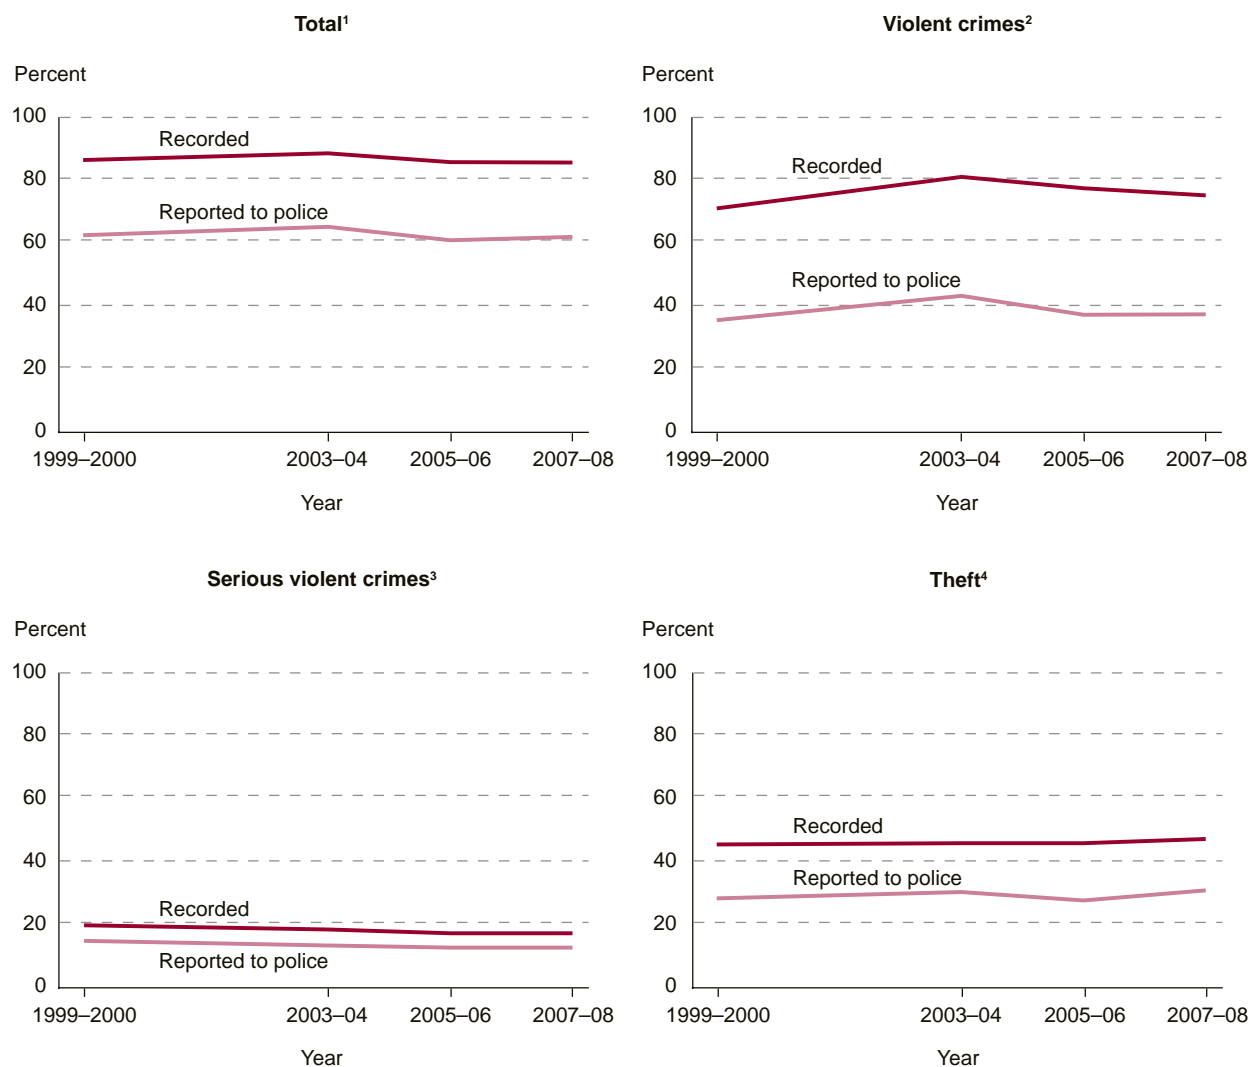 Total¹
Percent
100
80
60
40
20
0
Recorded
Reported to police
1999–2000
2003–04
2005–06
2007–08
Year
Violent crimes²
Percent
100
80
60
40
20
0
Recorded
Reported to police
1999–2000
2003–04
2005–06
2007–08
Year
Serious violent crimes³
Percent
100
80
60
40
20
0
Recorded
Reported to police
1999–2000
2003–04
2005–06
2007–08
Year
Theft⁴
Percent
100
80
60
40
20
0
Recorded
Reported to police
1999–2000
2003–04
2005–06
2007–08
Year